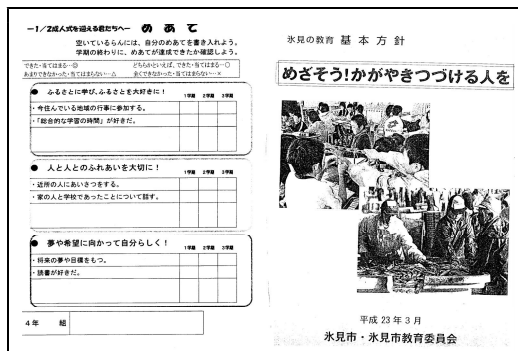 －1／2成人式を迎える君たちへ－ めあて
空いているらんには、自分のめあてを書き入れよう。
学期の終わりに、めあてが達成できたか確認しよう。
できた・当てはまる…◎ どちらかといえば、できた・当てはまる…○
あまりできなかった・当てはまらない…△ 全くできなかった・当てはまらない…×
● ふるさとに学び、ふるさとを大好きに！ 1学期 2学期 3学期
・今住んでいる地域の行事に参加する。
・「総合的な学習の時間」が好きだ。
● 人と人とのふれあいを大切に！ 1学期 2学期 3学期
・近所の人にあいさつをする。
・家の人と学校であったことについて話す。
● 夢や希望に向かって自分らしく！ 1学期 2学期 3学期
・将来の夢や目標をもつ。
・読書が好きだ。
4年 組
氷見の教育 基本方針
めざそう！かがやきつづける人を
平成23年3月
氷見市・氷見市教育委員会